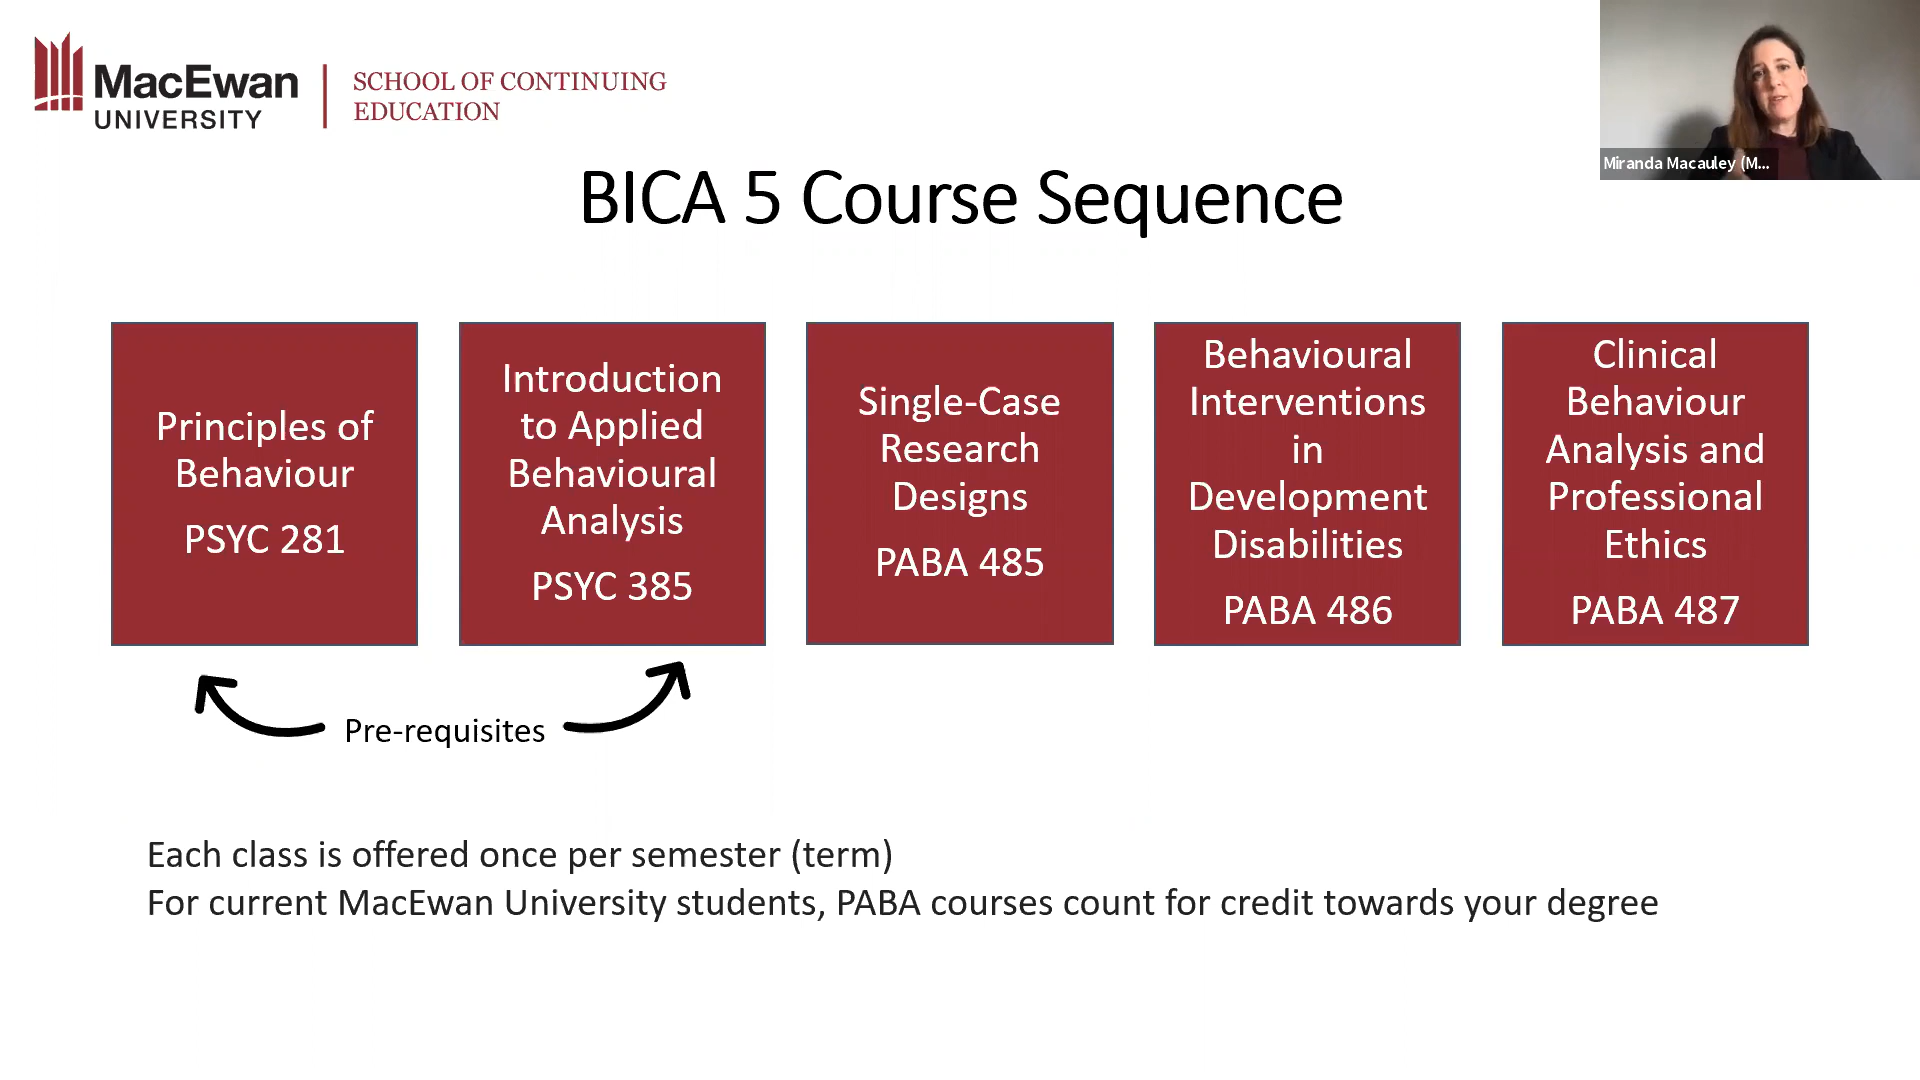 MacEwan
UNIVERSITY
SCHOOL OF CONTINUING
EDUCATION
Miranda Macauley (M...
BICA 5 Course Sequence
Principles of
Behaviour
PSYC 281
Introduction
to Applied
Behavioural
Analysis
PSYC 385
Single-Case
Research
Designs
PABA 485
Behavioural
Interventions
in
Development
Disabilities
PABA 486
Clinical
Behaviour
Analysis and
Professional
Ethics
PABA 487
Pre-requisites
Each class is offered once per semester (term)
For current MacEwan University students, PABA courses count for credit towards your degree